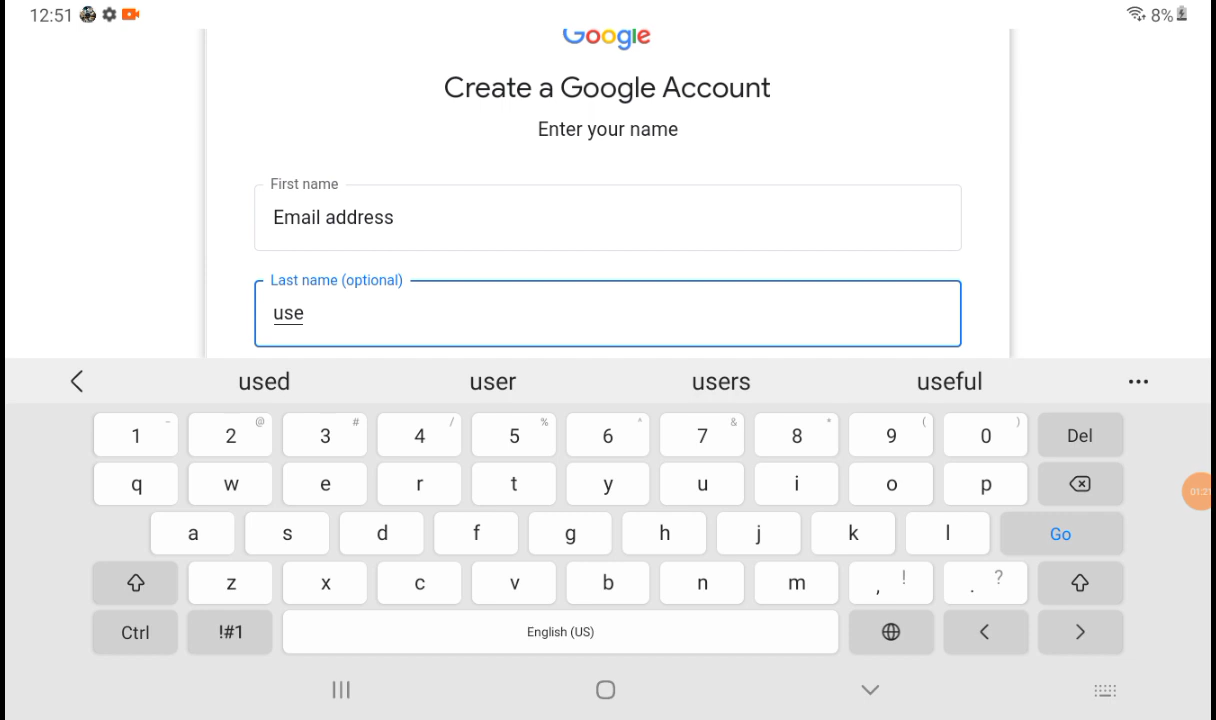 12:51 8%
Google
Create a Google Account
Enter your name
First name
Email address
Last name (optional)
use
used user users useful
1 - 2 @ 3 # 4 / 5 % 6 ^ 7 & 8 * 9 ( 0 ) Del
q w e r t y u i o p
a s d f g h j k l Go
z x c v b n m , ! . ?
Ctrl !#1 English (US)
01:21